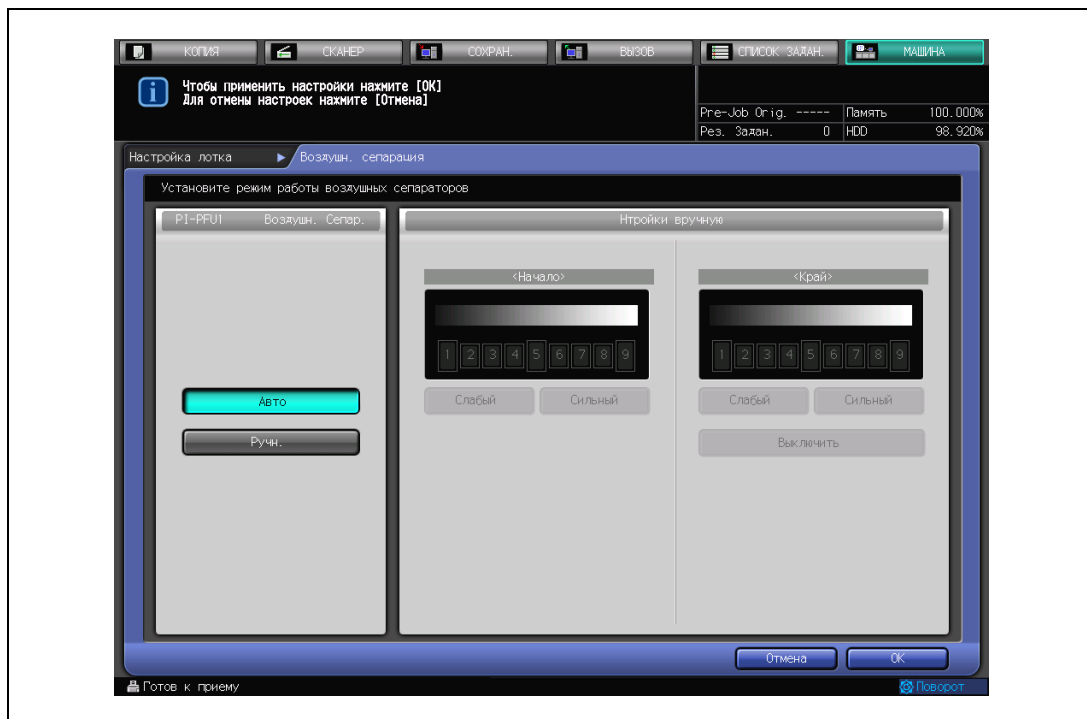 КОПИЯ СКАНЕР СОХРАН. ВЫЗОВ СПИСОК ЗАДАН. МАШИНА
Чтобы применить настройки нажмите [OK]
Для отмены настроек нажмите [Отмена]
Pre-Job Orig. ----- Память 100.000%
Рез. Задан. 0 HDD 98.920%
Настройка лотка Воздушн. сепарация
Установите режим работы воздушных сепараторов
PI-PFU1 Воздушн. Сепар.
Нтройки вручную
<Начало> <Край>
1 2 3 4 5 6 7 8 9 1 2 3 4 5 6 7 8 9
Авто
Слабый Сильный Слабый Сильный
Ручн.
Выключить
Отмена OK
Готов к приему Поворот